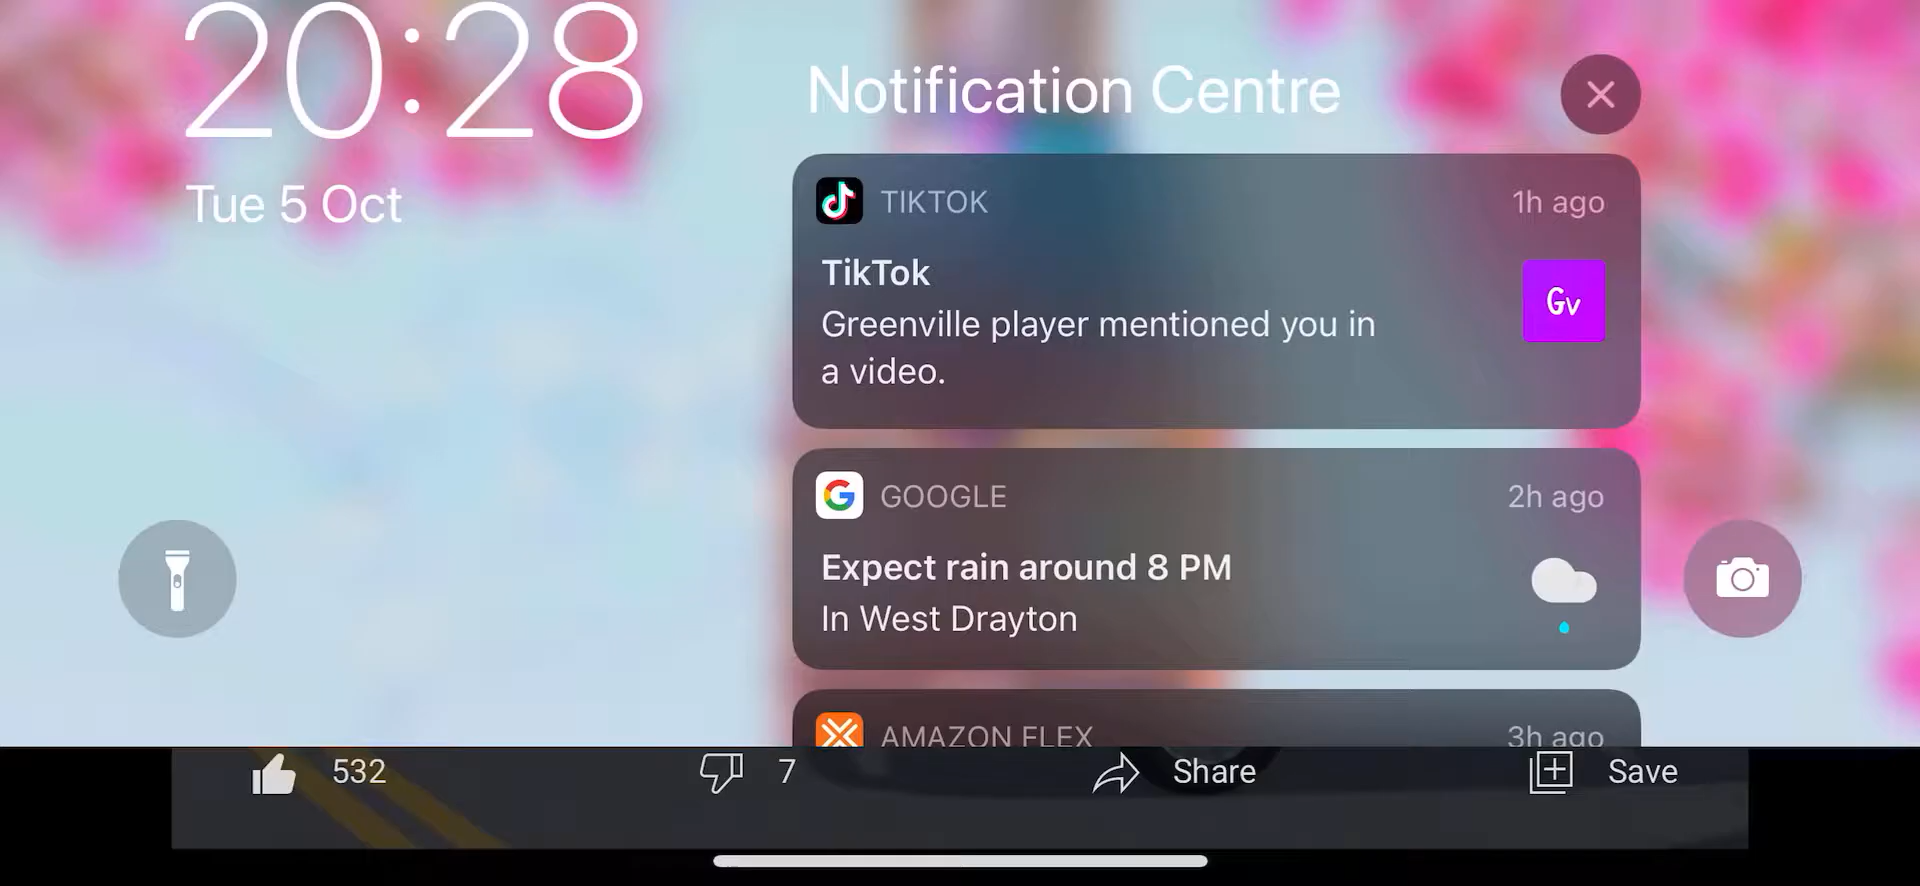 20:28
Tue 5 Oct
Notification Centre
TIKTOK
1h ago
TikTok
Greenville player mentioned you in
a video.
Gv
GOOGLE
2h ago
Expect rain around 8 PM
In West Drayton
AMAZON FLEX
3h ago
532
7
Share
Save